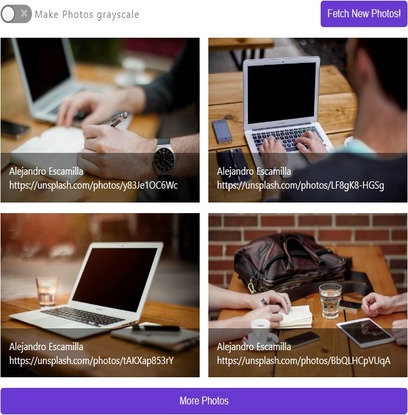 Make Photos grayscale
Fetch New Photos!
Alejandro Escamilla
https://unsplash.com/photos/y83Je1OC6Wc
Alejandro Escamilla
https://unsplash.com/photos/LF8gK8-HGSg
Alejandro Escamilla
https://unsplash.com/photos/tAKXap853rY
Alejandro Escamilla
https://unsplash.com/photos/BbQLHCpVUqA
More Photos